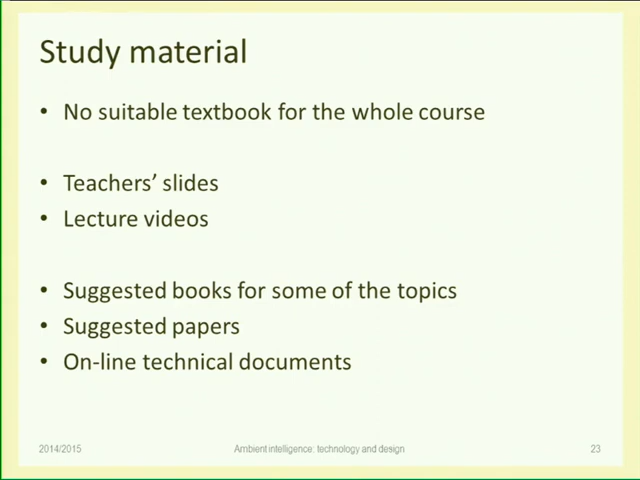 Study material
• No suitable textbook for the whole course
• Teachers’ slides
• Lecture videos
• Suggested books for some of the topics
• Suggested papers
• On-line technical documents
2014/2015 Ambient intelligence: technology and design 23